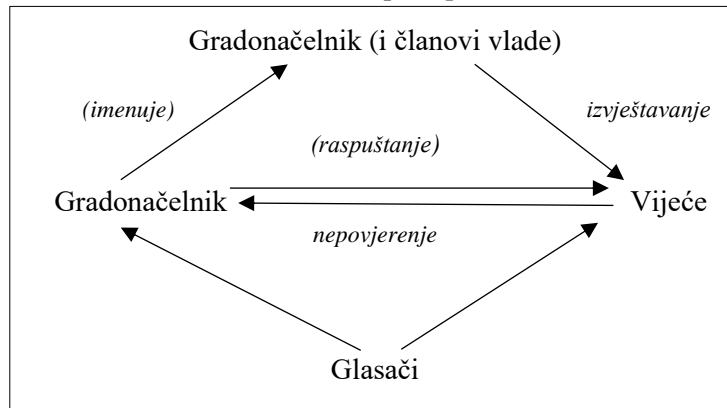 Gradonačelnik (i članovi vlade)
(imenuje)
izvještavanje
(raspuštanje)
Gradonačelnik
Vijeće
nepovjerenje
Glasači